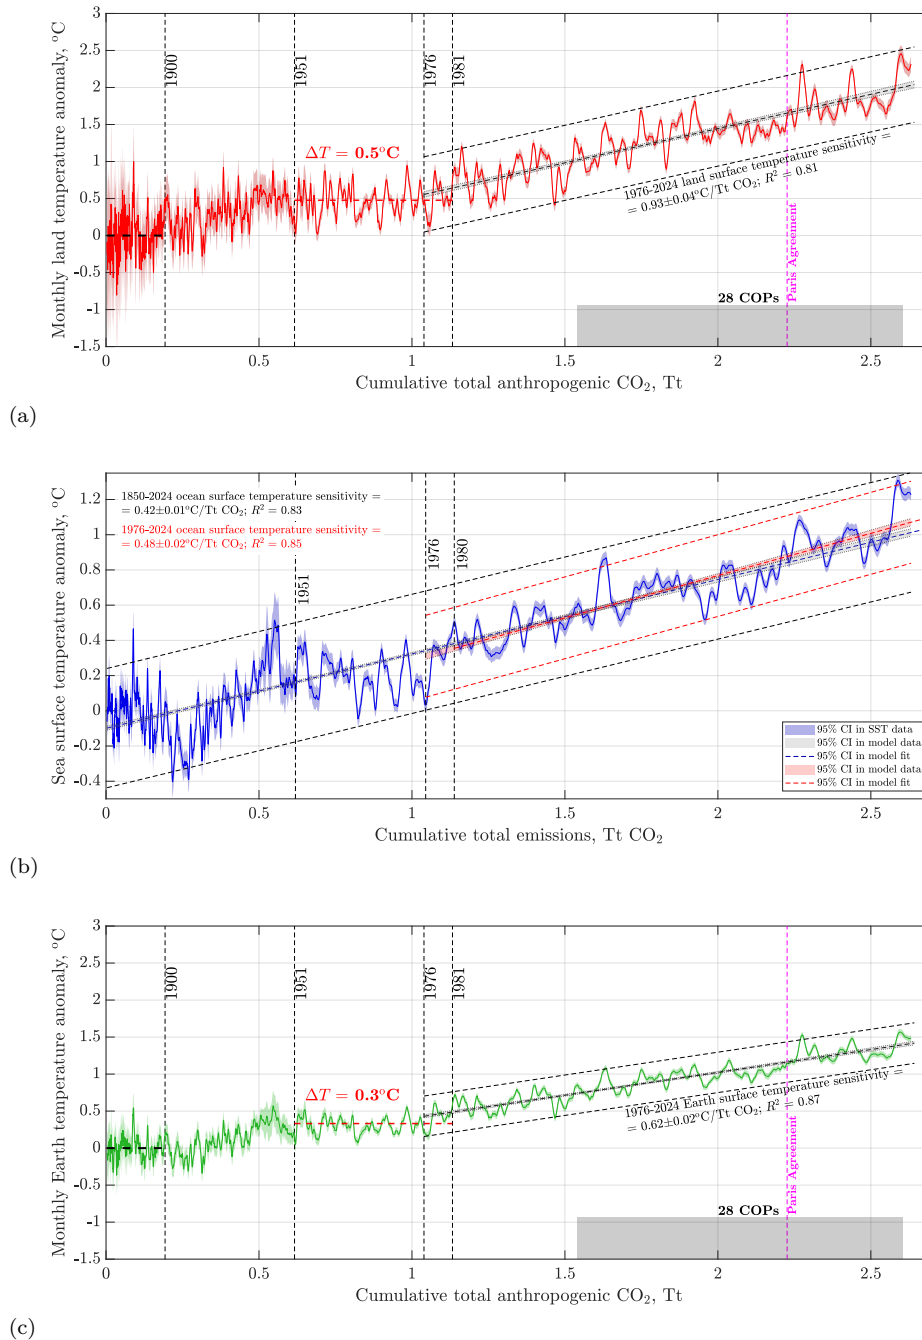 Monthly land temperature anomaly, °C
3
2.5
2
1.5
1
0.5
0
-0.5
-1
-1.5
1900
1951
1976
1981
ΔT = 0.5°C
1976-2024 land surface temperature sensitivity =
= 0.93±0.04°C/Tt CO₂; R² = 0.81
Paris Agreement
28 COPs
0 0.5 1 1.5 2 2.5
Cumulative total anthropogenic CO₂, Tt
(a)
Sea surface temperature anomaly, °C
1.2
1
0.8
0.6
0.4
0.2
0
-0.2
-0.4
1850-2024 ocean surface temperature sensitivity =
= 0.42±0.01°C/Tt CO₂; R² = 0.83
1976-2024 ocean surface temperature sensitivity =
= 0.48±0.02°C/Tt CO₂; R² = 0.85
1951
1976
1980
95% CI in SST data
95% CI in model data
95% CI in model fit
95% CI in model data
95% CI in model fit
0 0.5 1 1.5 2 2.5
Cumulative total emissions, Tt CO₂
(b)
Monthly Earth temperature anomaly, °C
3
2.5
2
1.5
1
0.5
0
-0.5
-1
-1.5
1900
1951
1976
1981
ΔT = 0.3°C
1976-2024 Earth surface temperature sensitivity =
= 0.62±0.02°C/Tt CO₂; R² = 0.87
Paris Agreement
28 COPs
0 0.5 1 1.5 2 2.5
Cumulative total anthropogenic CO₂, Tt
(c)